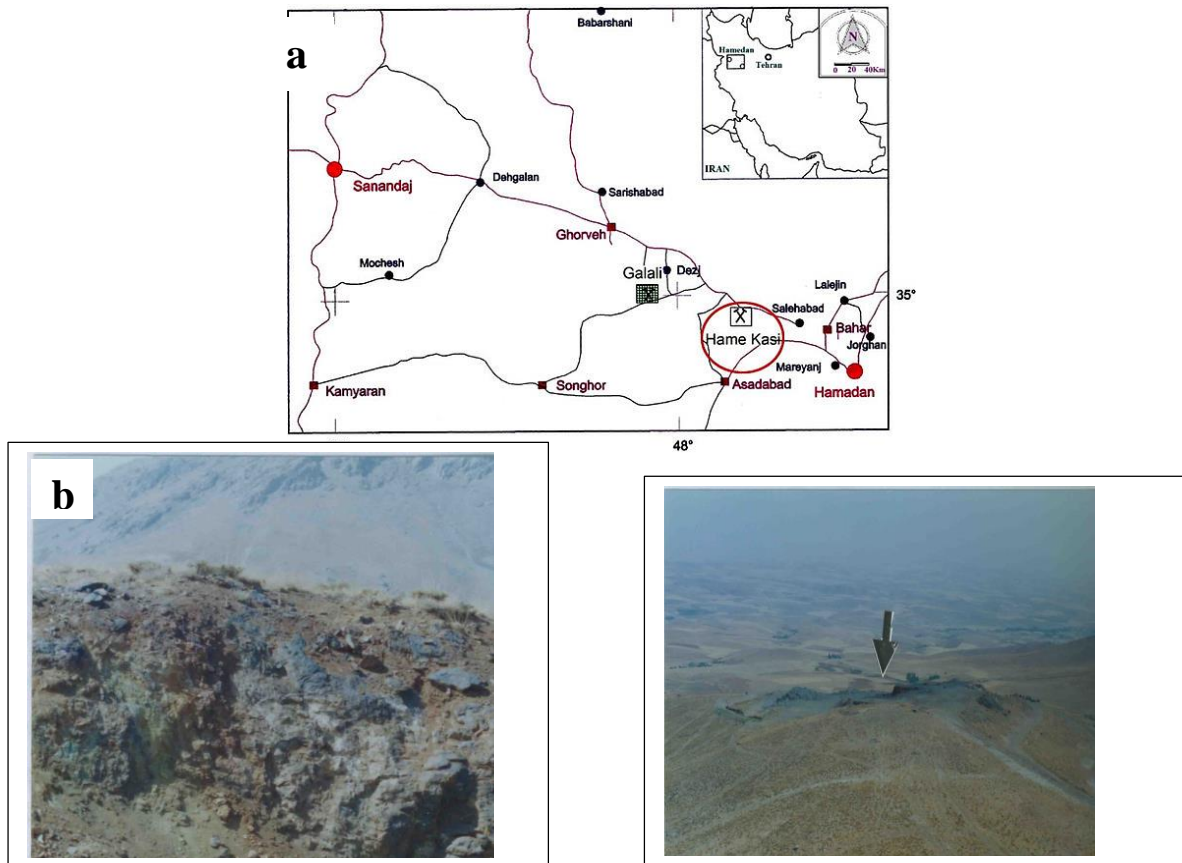 a
Babarshani
Hamedan
Tehran
N
0 20 40Km
IRAN
Sanandaj
Dehgalan
Sarishabad
Ghorveh
Mochesh
Galali
Dezj
Lalejin
35°
Salehabad
Bahar
Hame Kasi
Jorghan
Mareyanj
Kamyaran
Songhor
Asadabad
Hamadan
48°
b